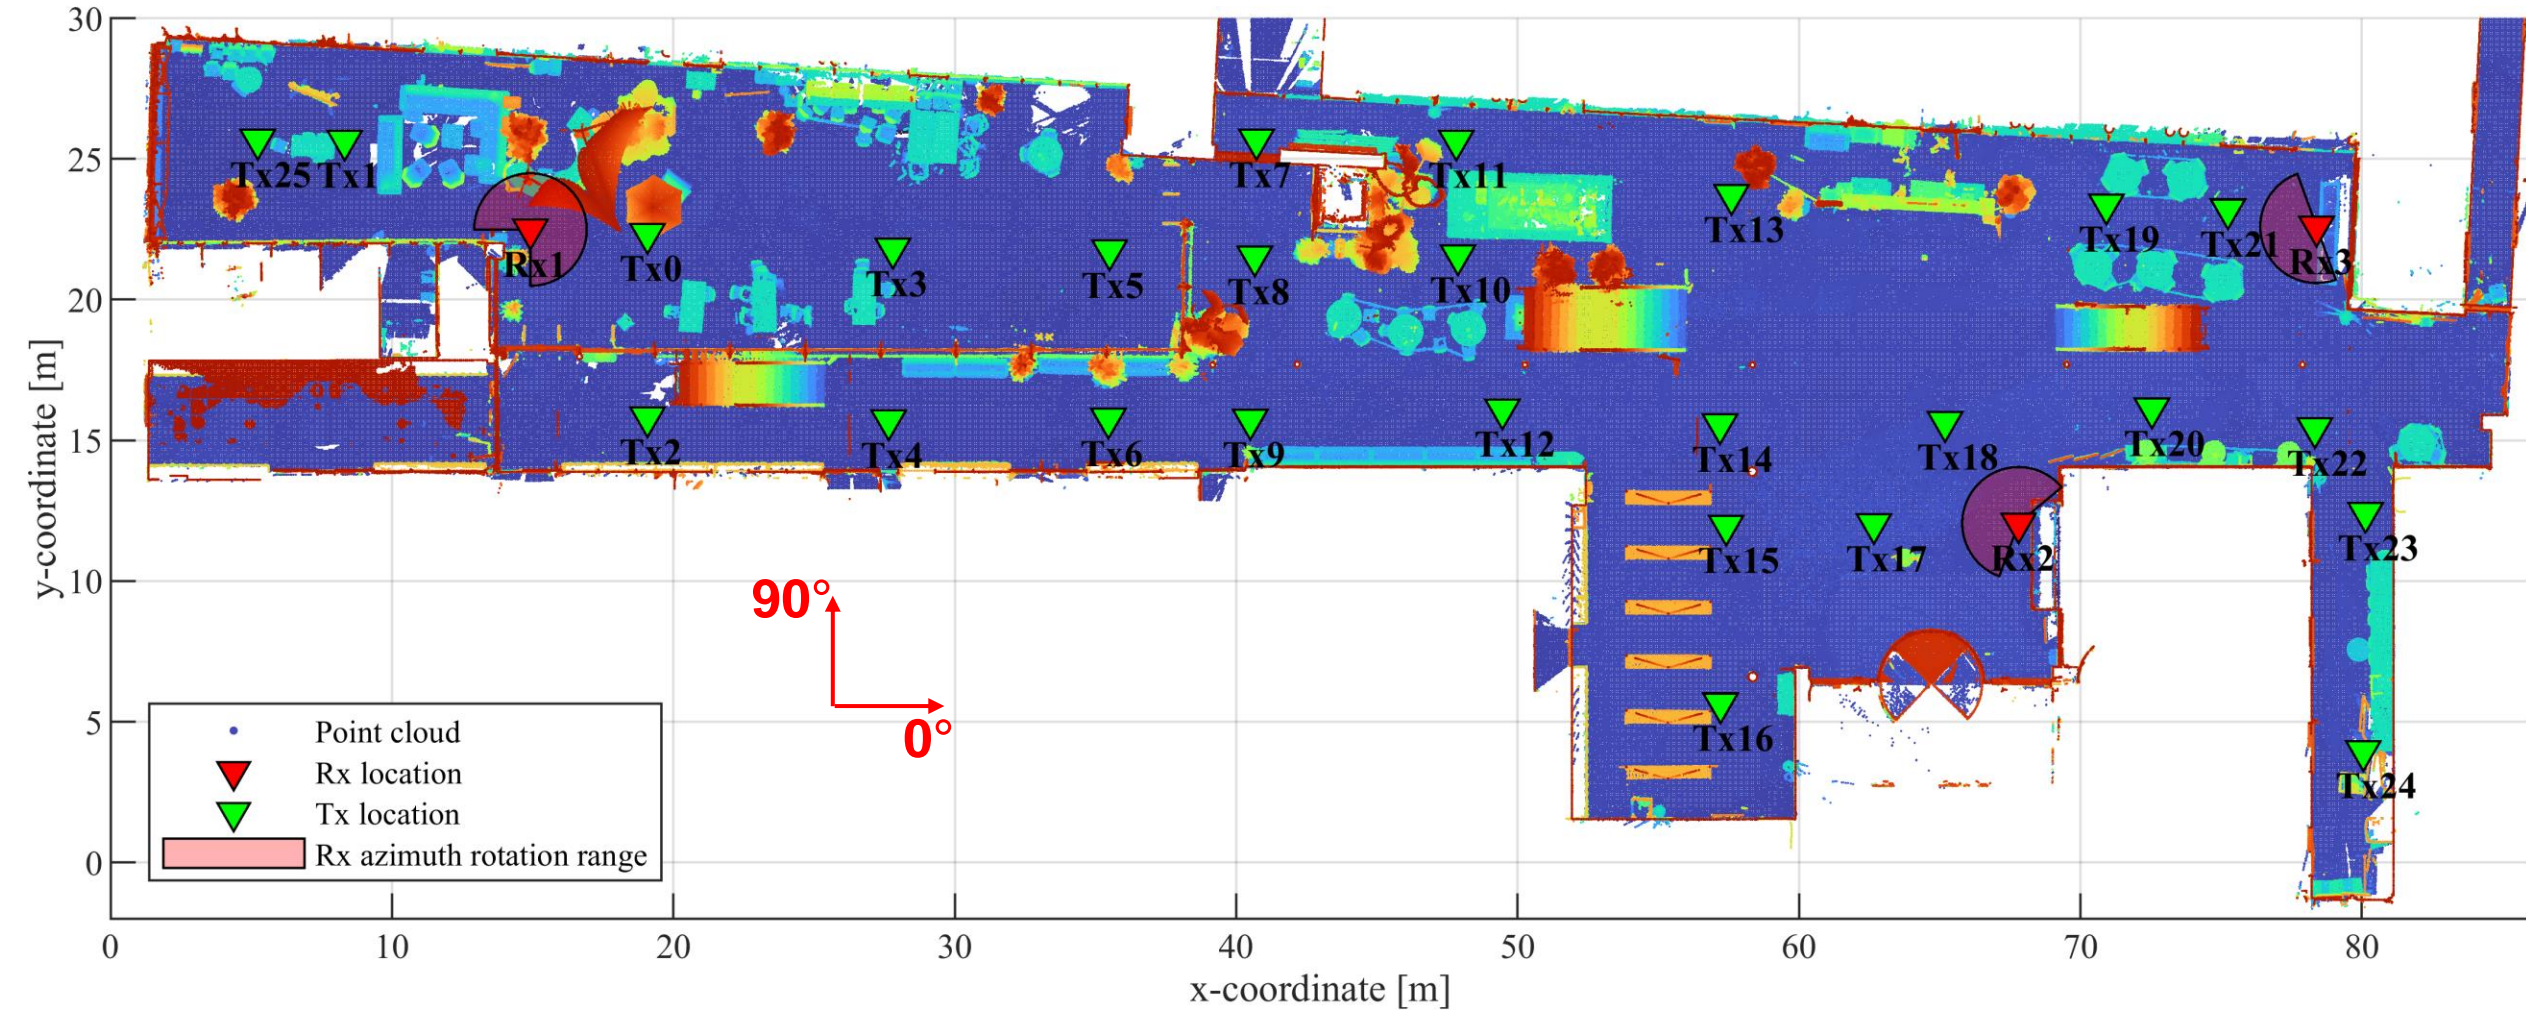 30
25
20
15
10
5
0
y-coordinate [m]
Tx25 Tx1
Rx1
Tx0
Tx3
Tx5
Tx7
Tx11
Tx8
Tx10
Tx13
Tx19
Tx21
Rx3
Tx2
Tx4
Tx6
Tx9
Tx12
Tx14
Tx18
Tx20
Tx22
Tx15
Tx17
Rx2
Tx23
Tx16
Tx24
90°
0°
Point cloud
Rx location
Tx location
Rx azimuth rotation range
0 10 20 30 40 50 60 70 80
x-coordinate [m]